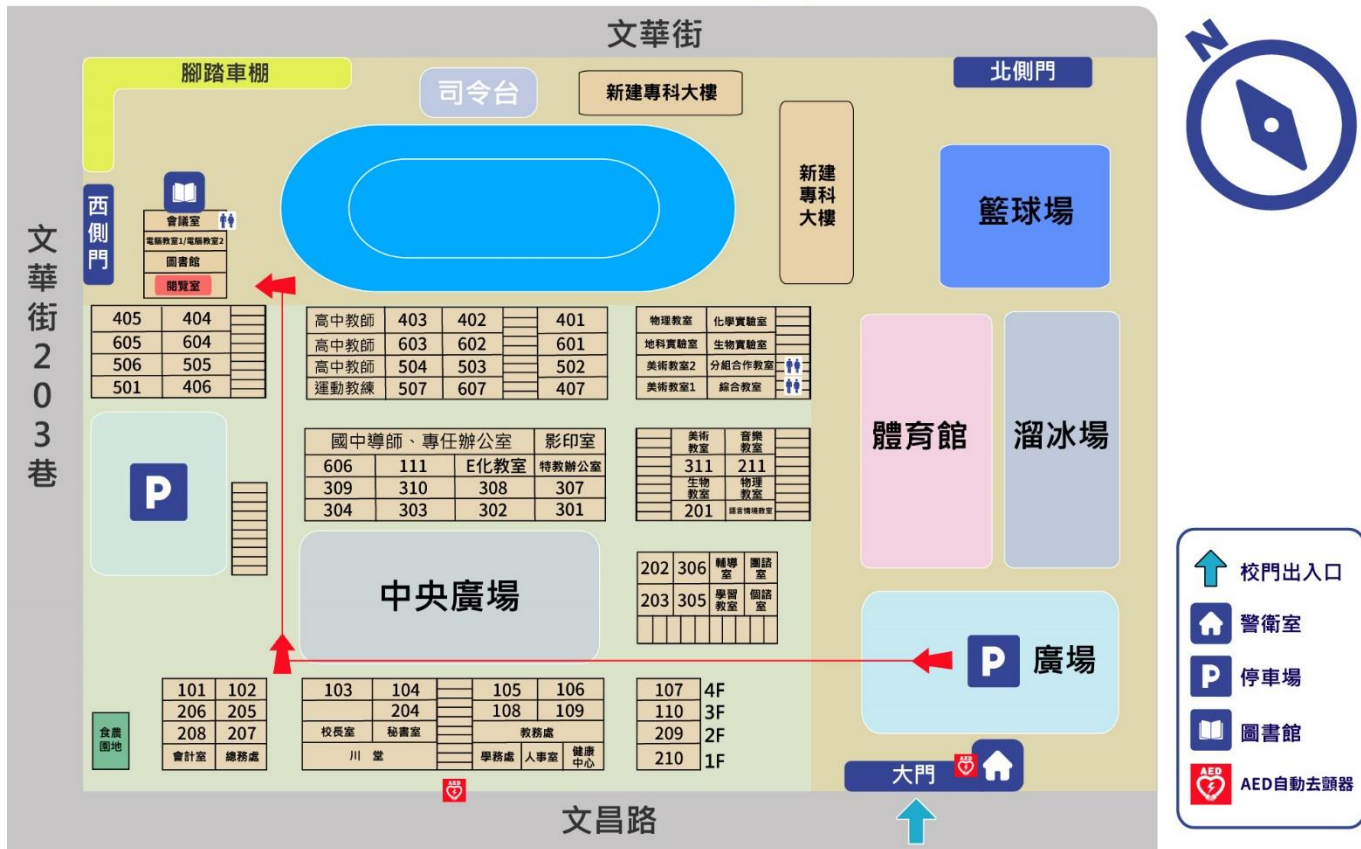 文華街
N
腳踏車棚
司令台
新建專科大樓
北側門
新建
專科
大樓
籃球場
西側門
文華街203巷
會議室
電腦教室1/電腦教室2
圖書館
閱覽室
405 404
605 604
506 505
501 406
高中教師 403 402 401
高中教師 603 602 601
高中教師 504 503 502
運動教練 507 607 407
物理教室 化學實驗室
地科實驗室 生物實驗室
美術教室2 分組合作教室
美術教室1 綜合教室
體育館
溜冰場
P
國中導師、專任辦公室 影印室
606 111 E化教室 特教辦公室
309 310 308 307
304 303 302 301
美術教室 音樂教室
311 211
生物教室 物理教室
201 語言情境教室
中央廣場
202 306 輔導室 團諮室
203 305 學習教室 個諮室
P 廣場
食農
園地
101 102
206 205
208 207
會計室 總務處
103 104 105 106
204 108 109
校長室 秘書室 教務處
川堂 學務處 人事室 健康中心
107 4F
110 3F
209 2F
210 1F
AED
大門
AED
文昌路
校門出入口
警衛室
P 停車場
圖書館
AED AED自動去顫器